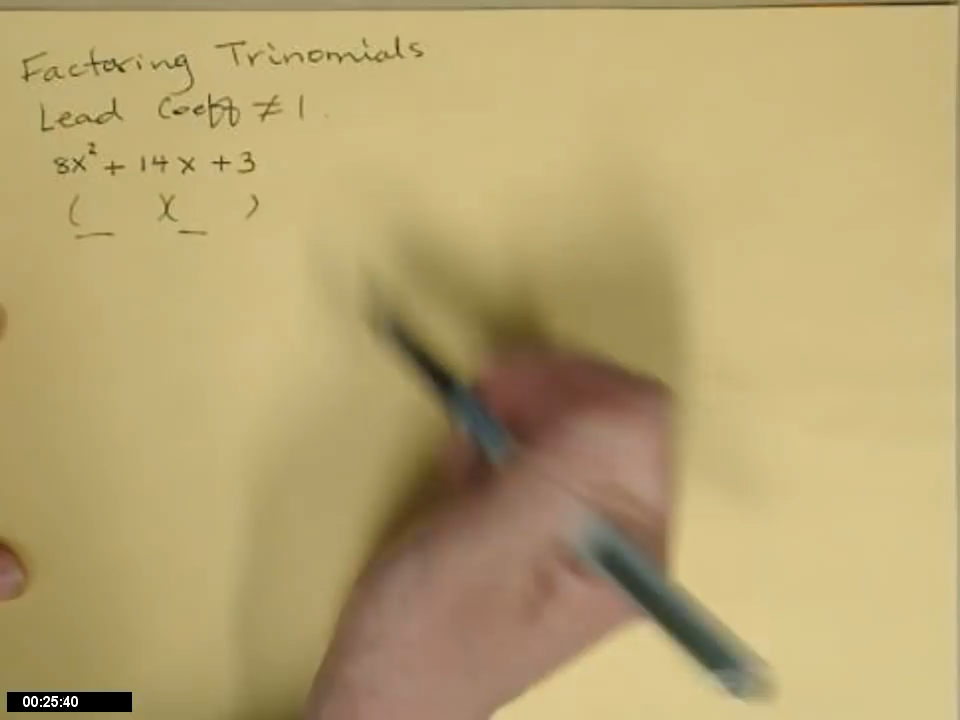 Factoring Trinomials
Lead Coeff ≠ 1.
8x² + 14x + 3
(_ )(_ )
00:25:40